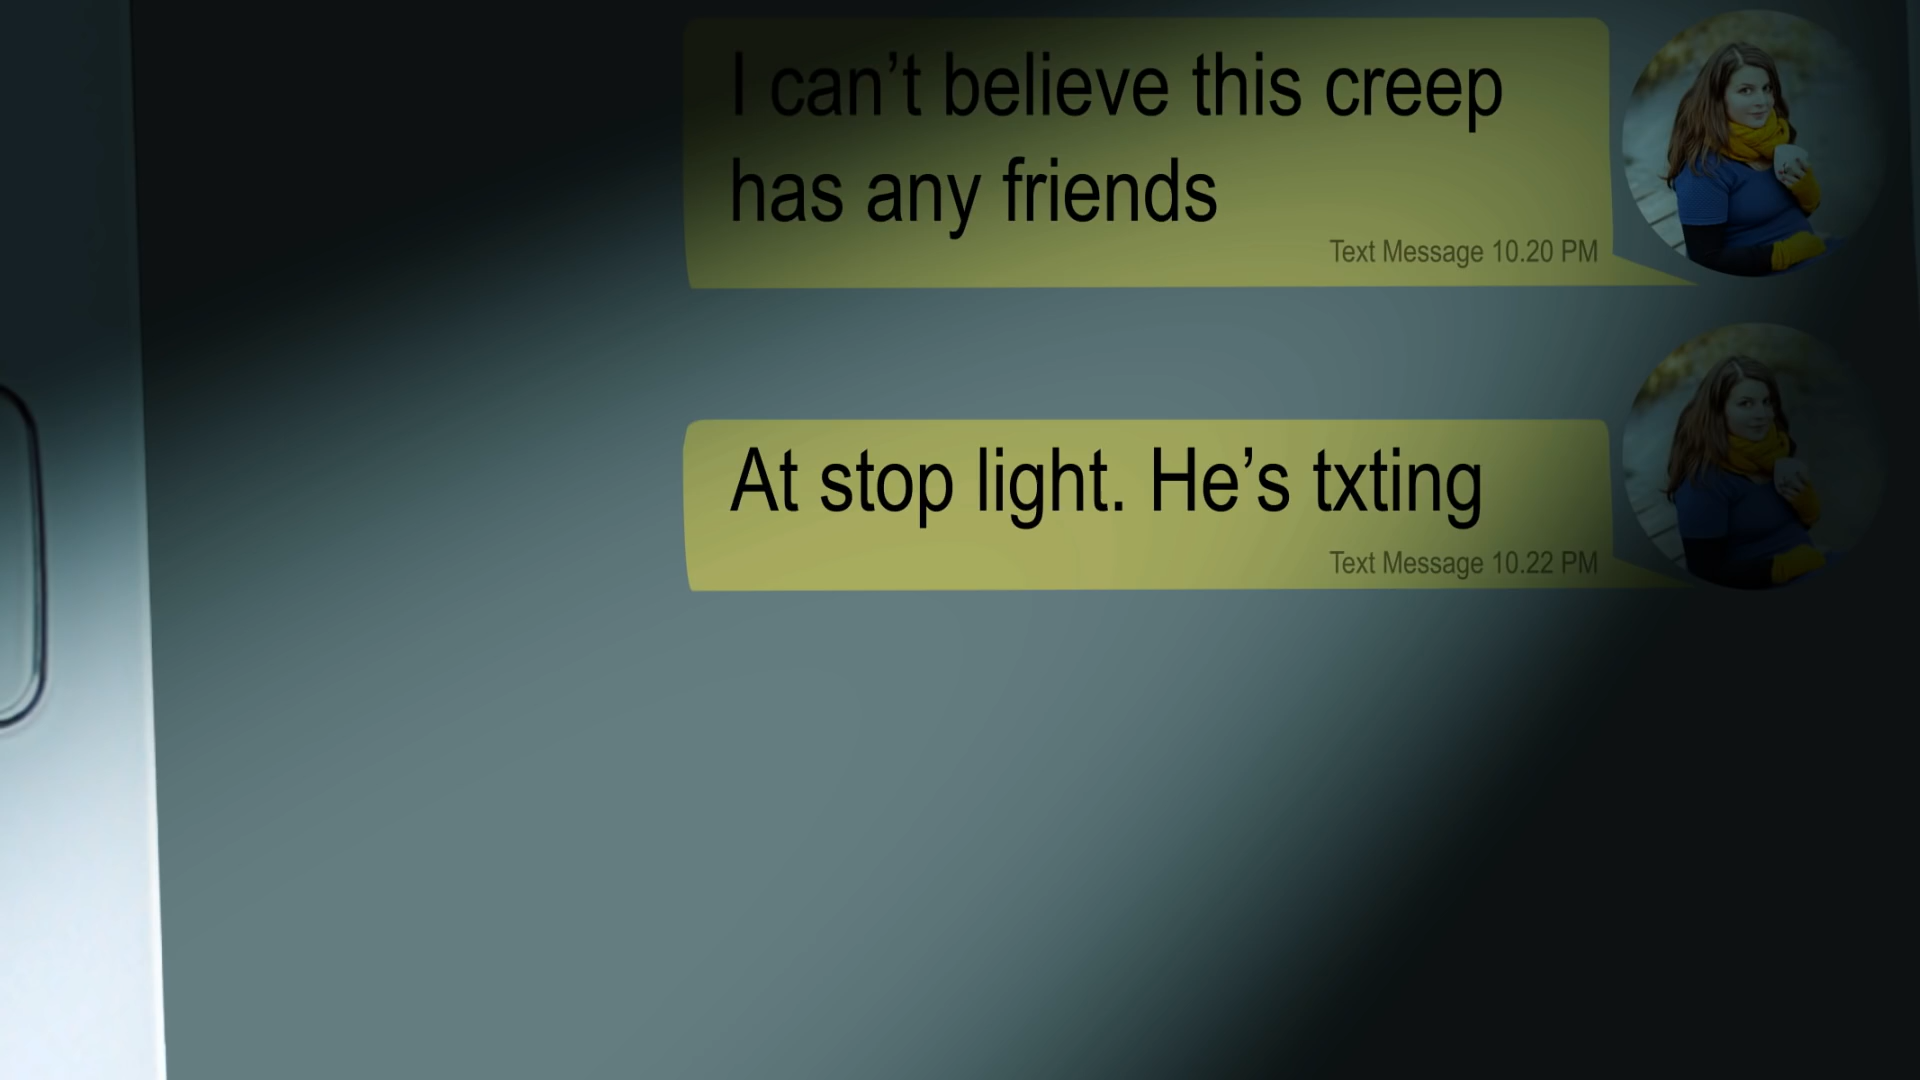 I can’t believe this creep
has any friends
Text Message 10.20 PM
At stop light. He’s txting
Text Message 10.22 PM